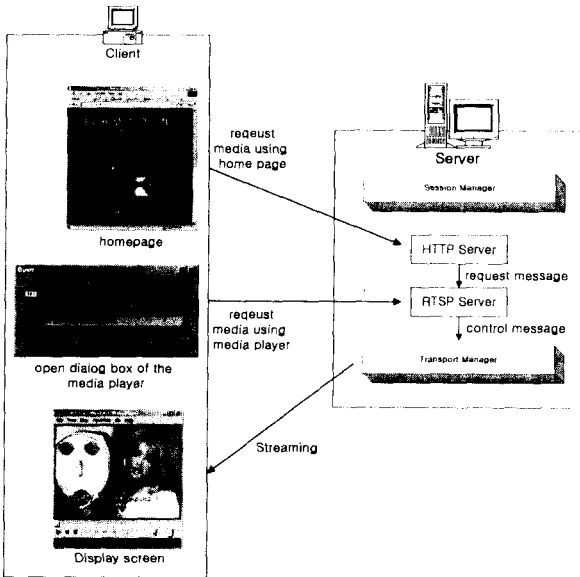 Client
reqeust
media using
home page
homepage
open dialog box of the
media player
reqeust
media using
media player
Display screen
Server
Session Manager
HTTP Server
request message
RTSP Server
control message
Transport Manager
Streaming